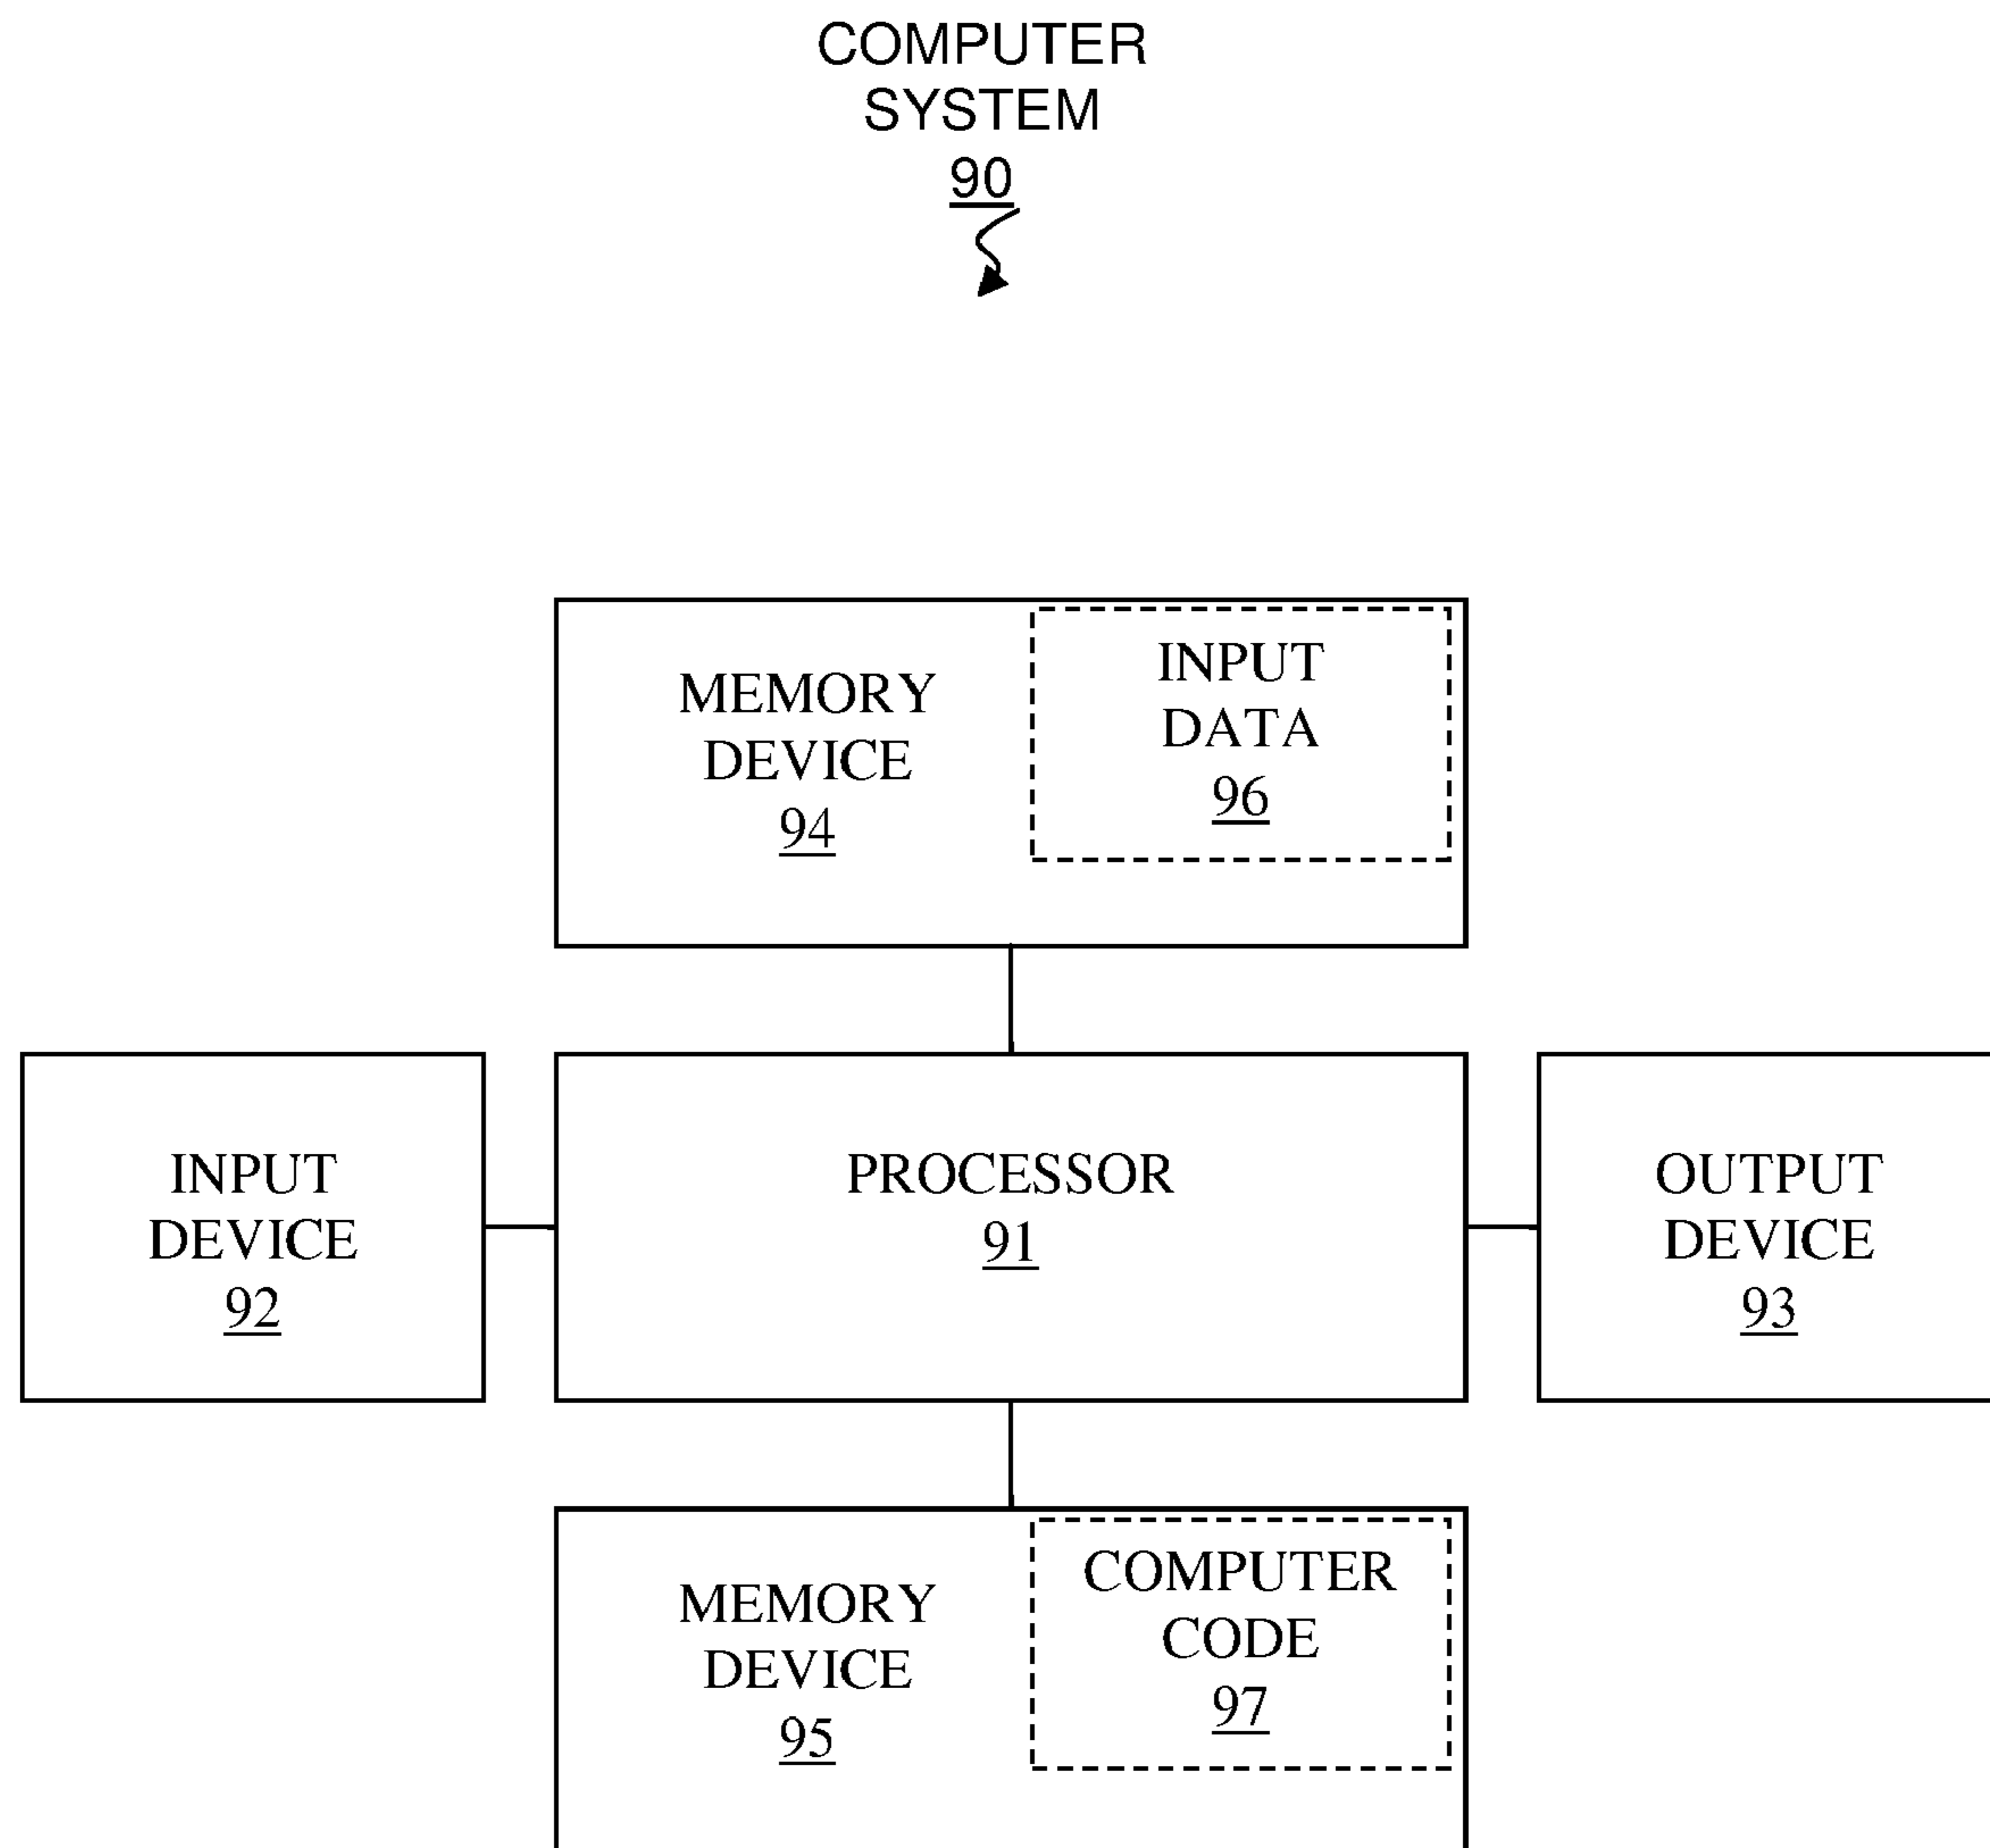 COMPUTER
SYSTEM
90
MEMORY
DEVICE
94
INPUT
DATA
96
INPUT
DEVICE
92
PROCESSOR
91
OUTPUT
DEVICE
93
MEMORY
DEVICE
95
COMPUTER
CODE
97